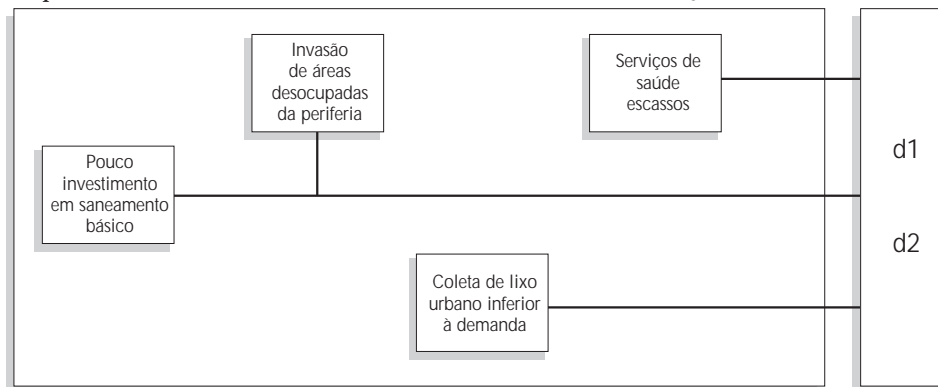 Invasão
de áreas
desocupadas
da periferia
Serviços de
saúde
escassos
Pouco
investimento
em saneamento
básico
Coleta de lixo
urbano inferior
à demanda
d1
d2